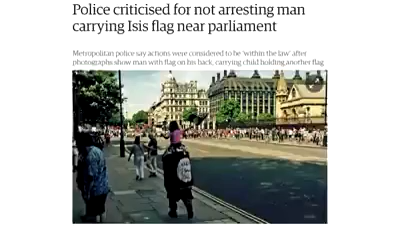 Police criticised for not arresting man
carrying Isis flag near parliament
Metropolitan police say actions were considered to be 'within the law' after
photographs show man with flag on his back, carrying child holding another flag